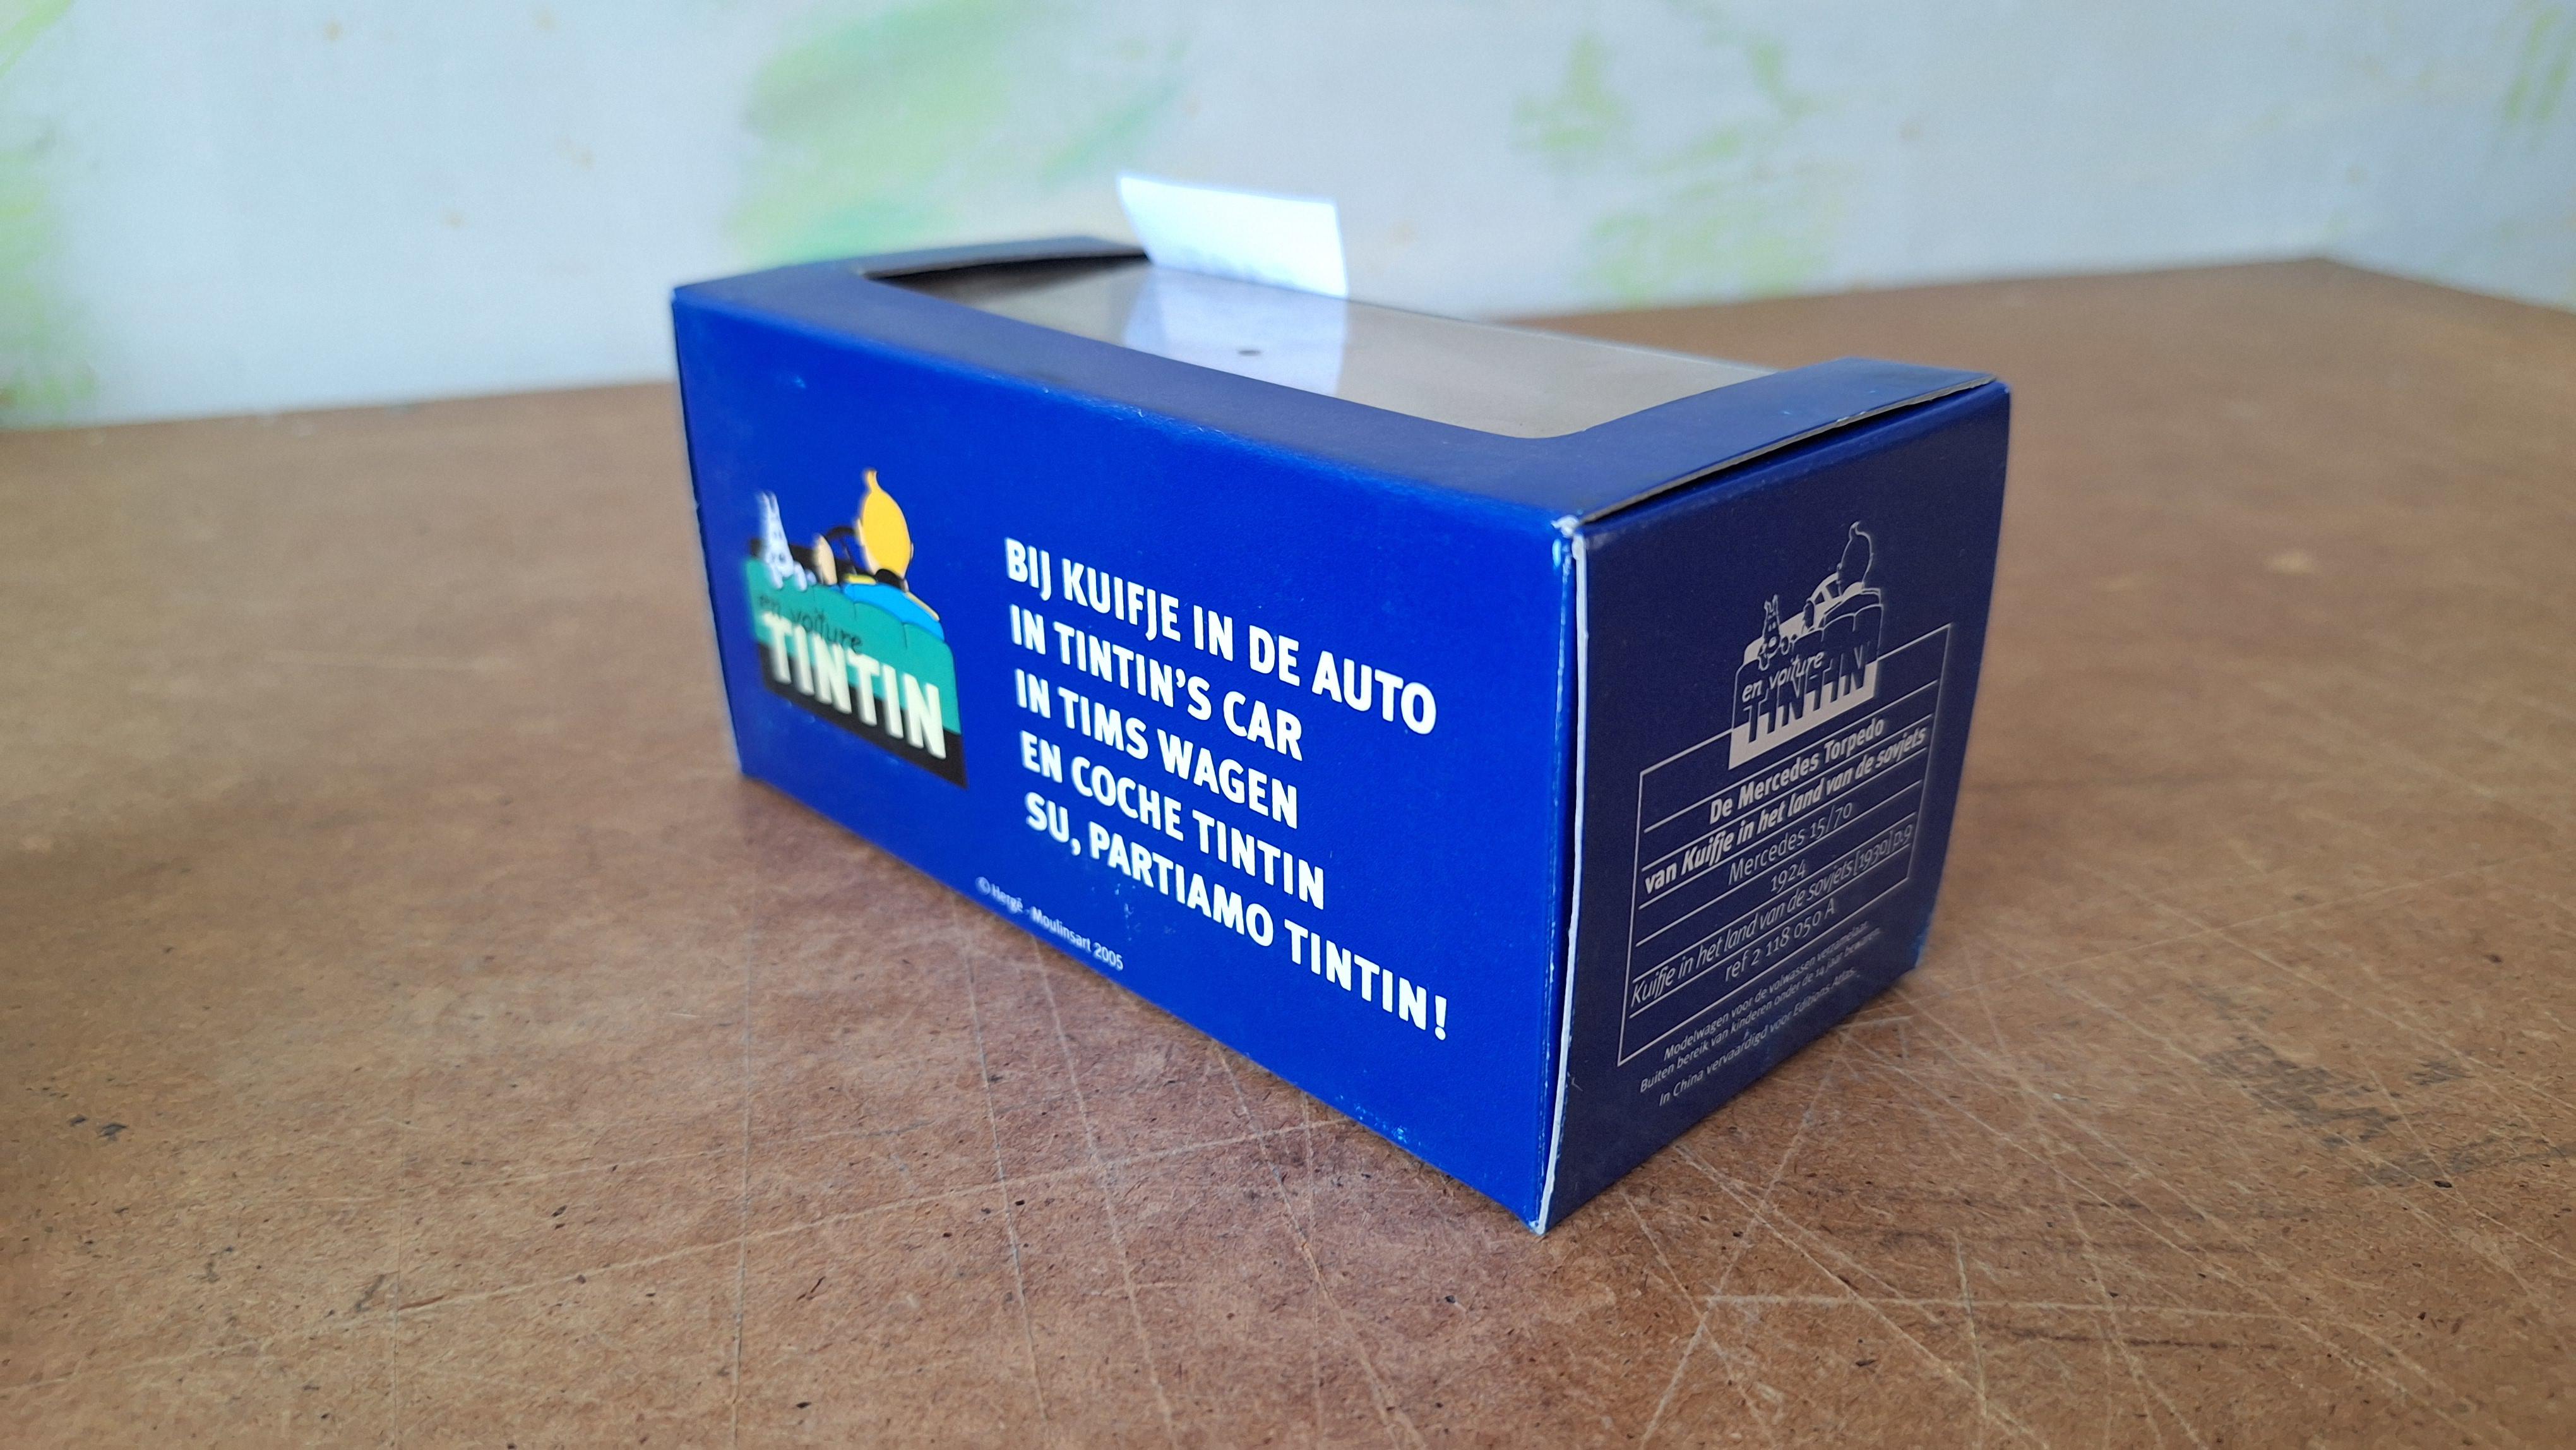 en voiture
TINTIN
BIJ KUIFJE IN DE AUTO
IN TINTIN'S CAR
IN TIMS WAGEN
EN COCHE TINTIN
SU, PARTIAMO TINTIN!
© Hergé - Moulinsart 2005
en voiture
TINTIN
De Mercedes Torpedo
van Kuifje in het land van de sovjets
Mercedes 15/70
1924
Kuifje in het land van de sovjets [1930] p.9
ref 2 118 050 A
Modelwagen voor de volwassen verzamelaar.
Buiten bereik van kinderen onder de 14 jaar bewaren.
In China vervaardigd voor Editions Atlas.